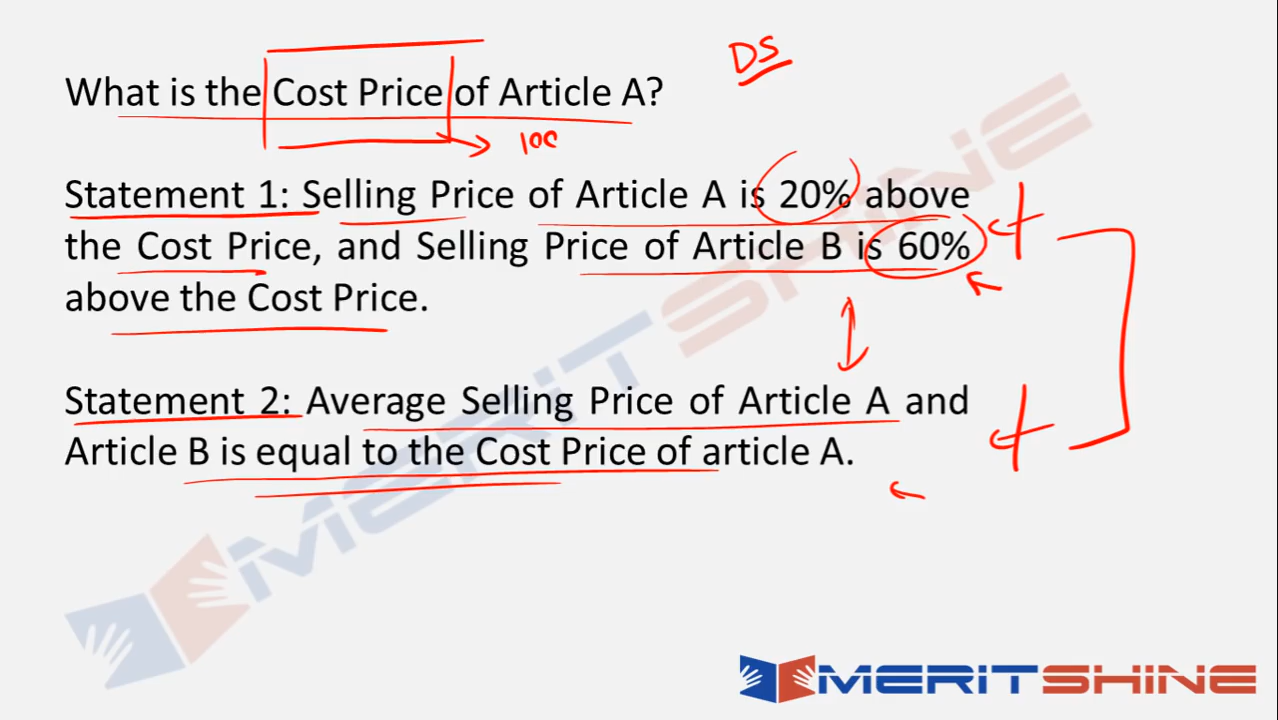 DS
What is the Cost Price of Article A?
100
Statement 1: Selling Price of Article A is 20% above
the Cost Price, and Selling Price of Article B is 60%
above the Cost Price.
Statement 2: Average Selling Price of Article A and
Article B is equal to the Cost Price of article A.
MERITSHINE
MERITSHINE